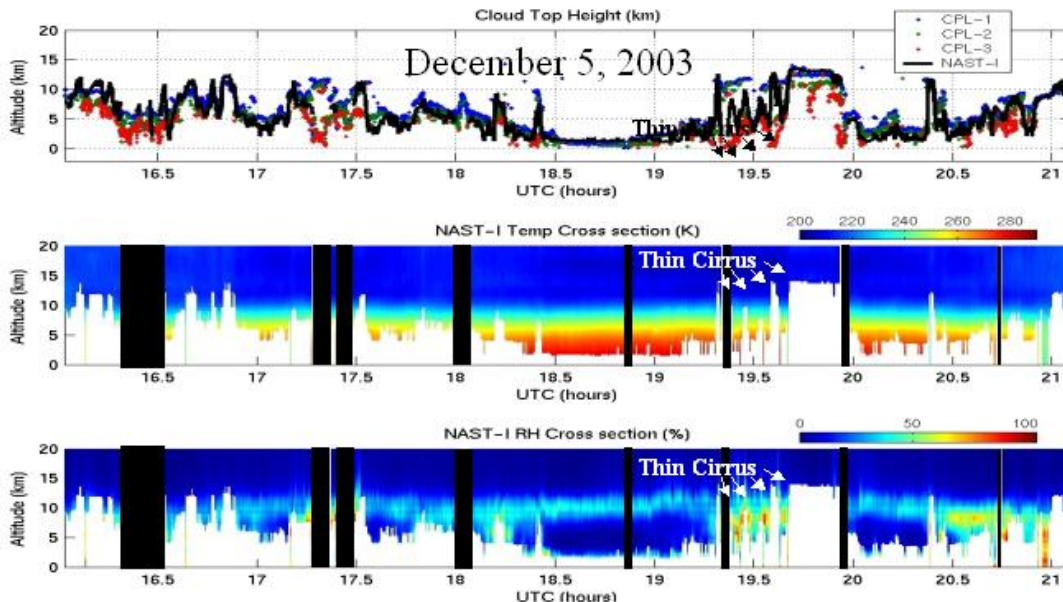 Cloud Top Height (km)
CPL-1
CPL-2
CPL-3
NAST-I
December 5, 2003
Thin Cirrus
Altitude (km)
20
15
10
5
0
16.5 17 17.5 18 18.5 19 19.5 20 20.5 21
UTC (hours)
NAST-I Temp Cross section (K)
200 220 240 260 280
Thin Cirrus
Altitude (km)
20
15
10
5
0
16.5 17 17.5 18 18.5 19 19.5 20 20.5 21
UTC (hours)
NAST-I RH Cross section (%)
0 50 100
Thin Cirrus
Altitude (km)
20
15
10
5
0
16.5 17 17.5 18 18.5 19 19.5 20 20.5 21
UTC (hours)